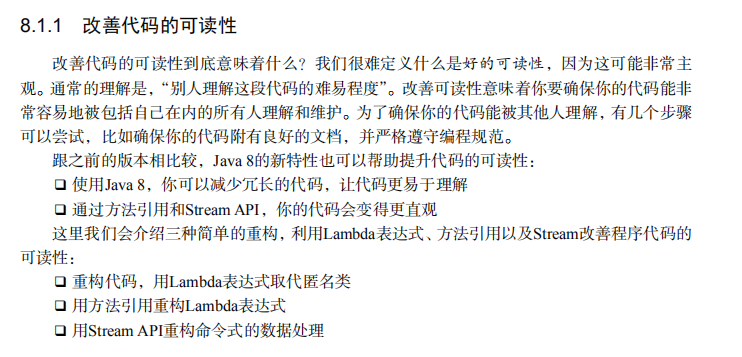 8.1.1 改善代码的可读性
改善代码的可读性到底意味着什么？我们很难定义什么是好的可读性，因为这可能非常主
观。通常的理解是，“别人理解这段代码的难易程度”。改善可读性意味着你要确保你的代码能非
常容易地被包括自己在内的所有人理解和维护。为了确保你的代码能被其他人理解，有几个步骤
可以尝试，比如确保你的代码附有良好的文档，并严格遵守编程规范。
跟之前的版本相比较，Java 8的新特性也可以帮助提升代码的可读性：
❑ 使用Java 8，你可以减少冗长的代码，让代码更易于理解
❑ 通过方法引用和Stream API，你的代码会变得更直观
这里我们会介绍三种简单的重构，利用Lambda表达式、方法引用以及Stream改善程序代码的
可读性：
❑ 重构代码，用Lambda表达式取代匿名类
❑ 用方法引用重构Lambda表达式
❑ 用Stream API重构命令式的数据处理